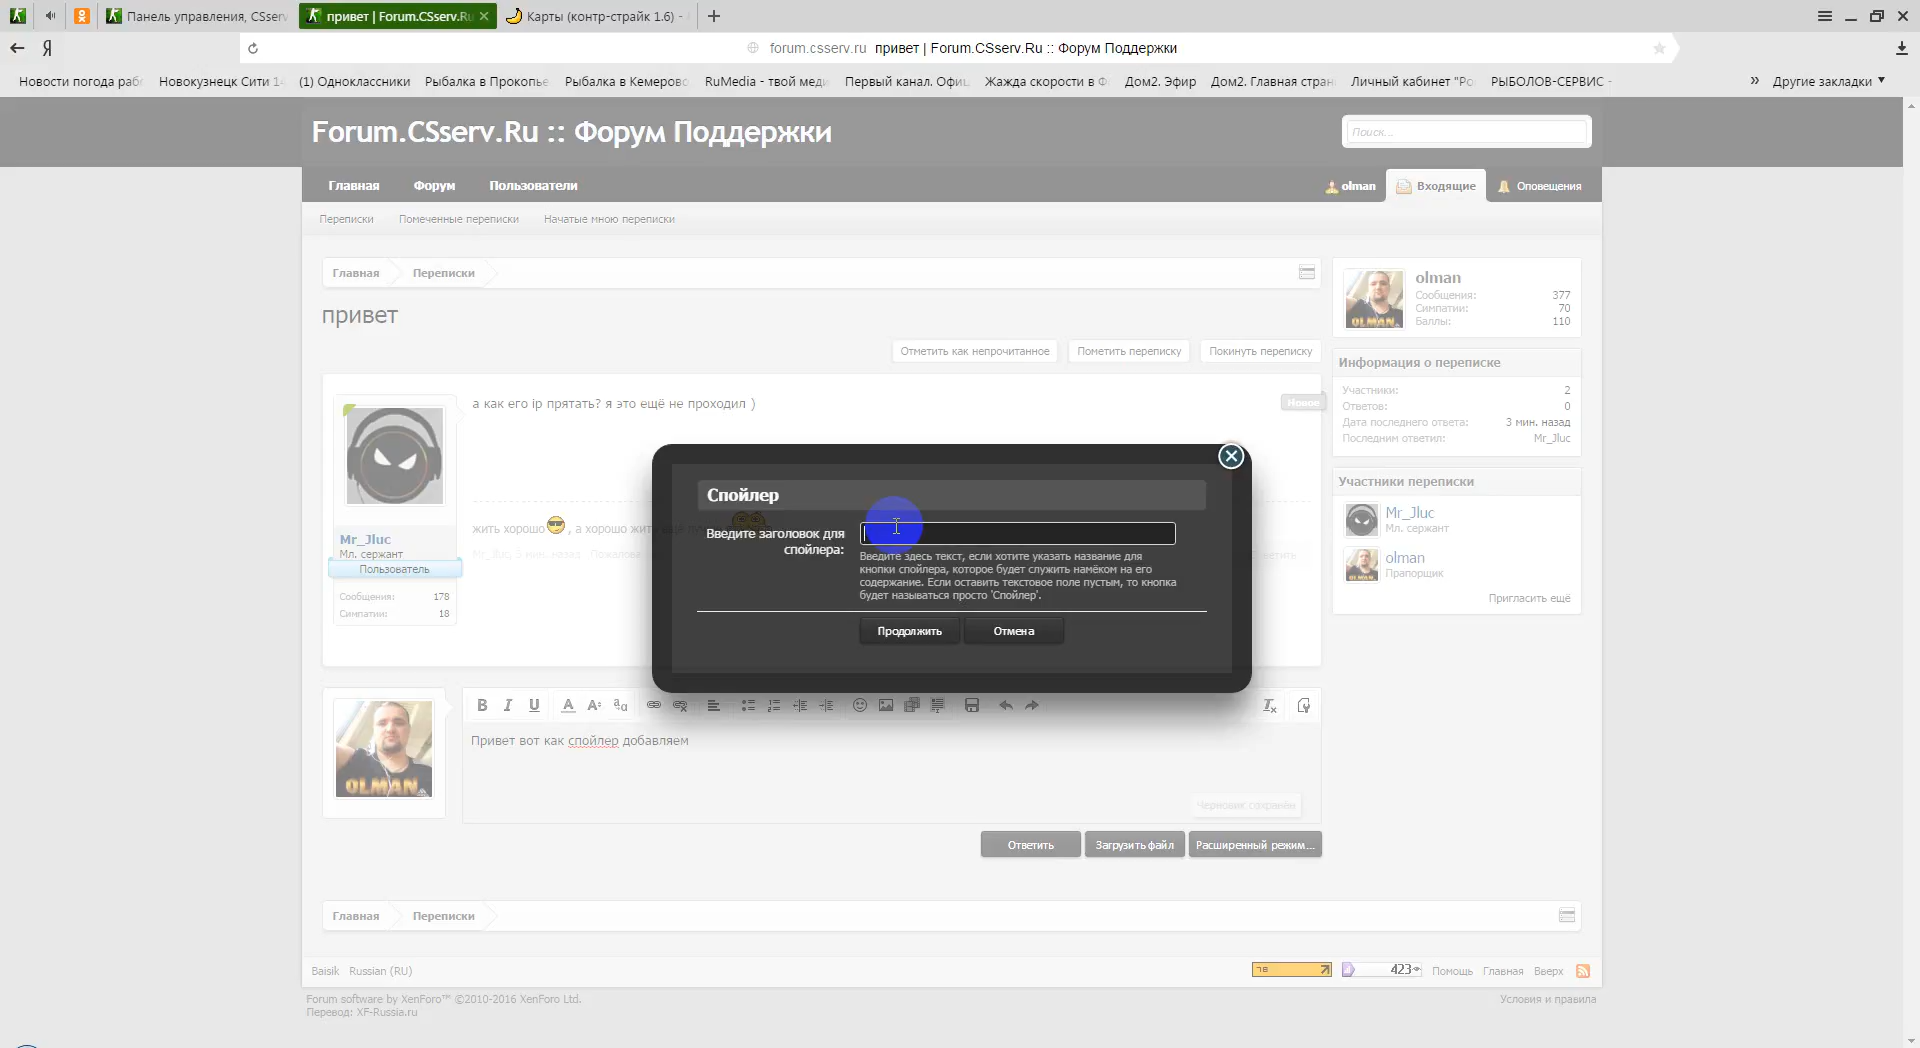 Панель управления, CSserv
привет | Forum.CSserv.Ru
Карты (контр-страйк 1.6) -
Я
forum.csserv.ru привет | Forum.CSserv.Ru :: Форум Поддержки
Новости погода раб
Новокузнецк Сити 14
(1) Одноклассники
Рыбалка в Прокопье
Рыбалка в Кемерово
RuMedia - твой меди
Первый канал. Офиц
Жажда скорости в Ф
Дом2. Эфир
Дом2. Главная стран
Личный кабинет "Ро
РЫБОЛОВ-СЕРВИС -
»
Другие закладки
Forum.CSserv.Ru :: Форум Поддержки
Поиск...
Главная
Форум
Пользователи
olman
Входящие
Оповещения
Переписки
Помеченные переписки
Начатые мною переписки
Главная
Переписки
привет
Отметить как непрочитанное
Пометить переписку
Покинуть переписку
а как его ip прятать? я это ещё не проходил )
Новое
жить хорошо , а хорошо жить
Mr_Jluc, 3 мин. назад
Mr_Jluc
Мл. сержант
Пользователь
Сообщения: 178
Симпатии: 18
Спойлер
Введите заголовок для
спойлера:
Введите здесь текст, если хотите указать название для
кнопки спойлера, которое будет служить намёком на его
содержание. Если оставить текстовое поле пустым, то кнопка
будет называться просто 'Спойлер'.
Продолжить
Отмена
OLMAN
Привет вот как спойлер добавляем
Черновик сохранён
Ответить
Загрузить файл
Расширенный режим...
olman
Сообщения: 377
Симпатии: 70
Баллы: 110
OLMAN
Информация о переписке
Участники: 2
Ответов: 0
Дата последнего ответа: 3 мин. назад
Последним ответил: Mr_Jluc
Участники переписки
Mr_Jluc
Мл. сержант
olman
Прапорщик
Пригласить ещё
Главная
Переписки
Baisik
Russian (RU)
423
Помощь
Главная
Вверх
Forum software by XenForo™ ©2010-2016 XenForo Ltd.
Перевод: XF-Russia.ru
Условия и правила